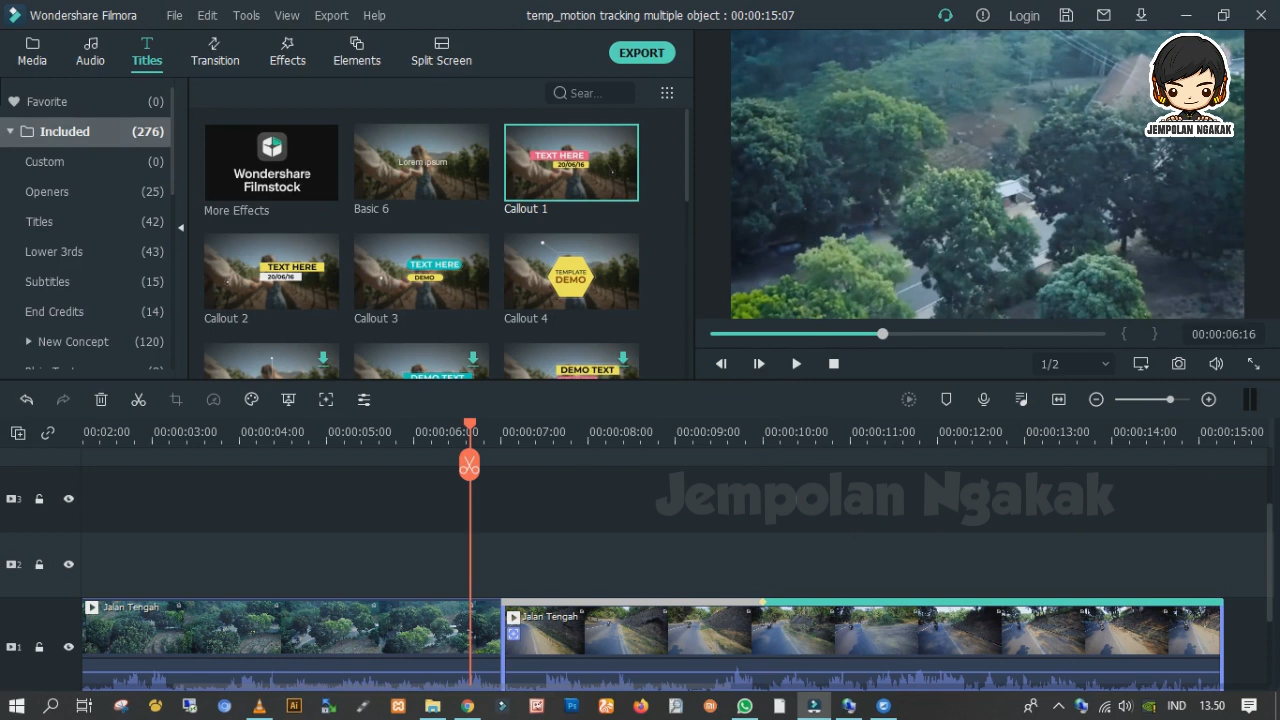 Wondershare Filmora
File
Edit
Tools
View
Export
Help
temp_motion tracking multiple object : 00:00:15:07
Login
Media
Audio
Titles
Transition
Effects
Elements
Split Screen
EXPORT
Favorite (0)
Included (276)
Custom (0)
Openers (25)
Titles (42)
Lower 3rds (43)
Subtitles (15)
End Credits (14)
New Concept (120)
Sear...
Wondershare
Filmstock
More Effects
Lorem Ipsum
Basic 6
TEXT HERE
20/06/16
Callout 1
TEXT HERE
20/06/16
Callout 2
TEXT HERE
DEMO
Callout 3
TEMPLATE
DEMO
Callout 4
DEMO TEXT
DEMO TEXT
JEMPOLAN NGAKAK
00:00:06:16
1/2
00:00:02:00
00:00:03:00
00:00:04:00
00:00:05:00
00:00:06:00
00:00:07:00
00:00:08:00
00:00:09:00
00:00:10:00
00:00:11:00
00:00:12:00
00:00:13:00
00:00:14:00
00:00:15:00
3
Jempolan Ngakak
2
Jalan Tengah
Jalan Tengah
1
IND
13.50